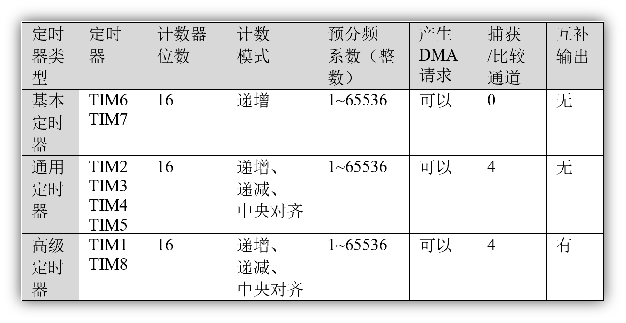 定时器类型 定时器 计数器位数 计数模式 预分频系数（整数） 产生DMA请求 捕获/比较通道 互补输出
基本定时器 TIM6 TIM7 16 递增 1~65536 可以 0 无
通用定时器 TIM2 TIM3 TIM4 TIM5 16 递增、递减、中央对齐 1~65536 可以 4 无
高级定时器 TIM1 TIM8 16 递增、递减、中央对齐 1~65536 可以 4 有